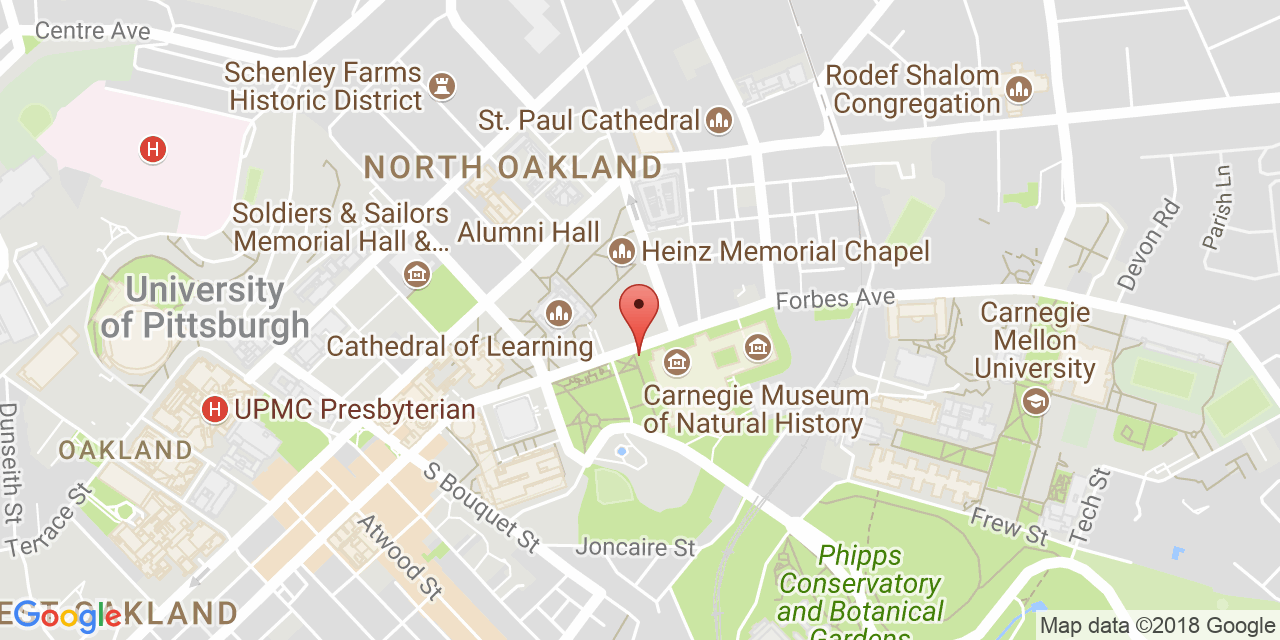 Centre Ave
Schenley Farms
Historic District
Rodef Shalom
Congregation
St. Paul Cathedral
H
NORTH OAKLAND
Parish Ln
Devon Rd
Soldiers & Sailors
Memorial Hall &...
Alumni Hall
Heinz Memorial Chapel
University
of Pittsburgh
Forbes Ave
Carnegie
Mellon
University
Cathedral of Learning
Carnegie Museum
of Natural History
H
UPMC Presbyterian
OAKLAND
Dunseith St
Terrace St
S Bouquet St
Atwood St
Joncaire St
Frew St
Tech St
Phipps
Conservatory
and Botanical
Gardens
OAKLAND
Google
Map data ©2018 Google